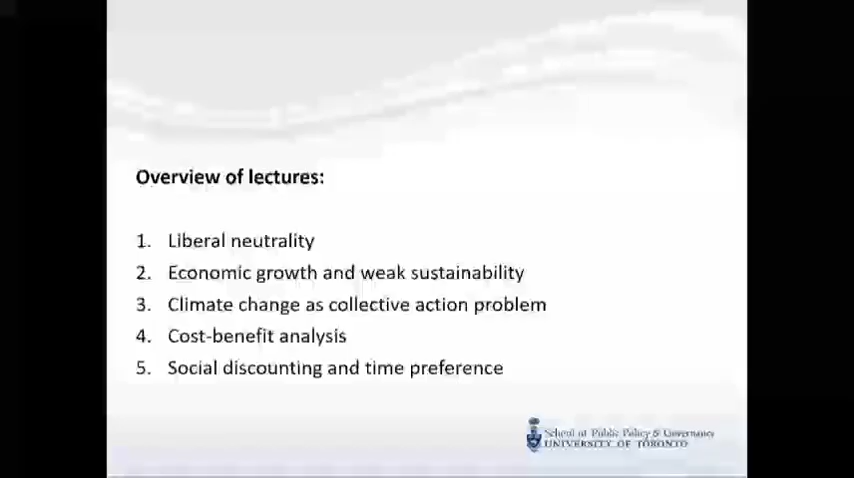 Overview of lectures:
1. Liberal neutrality
2. Economic growth and weak sustainability
3. Climate change as collective action problem
4. Cost-benefit analysis
5. Social discounting and time preference
School of Public Policy & Governance
UNIVERSITY OF TORONTO